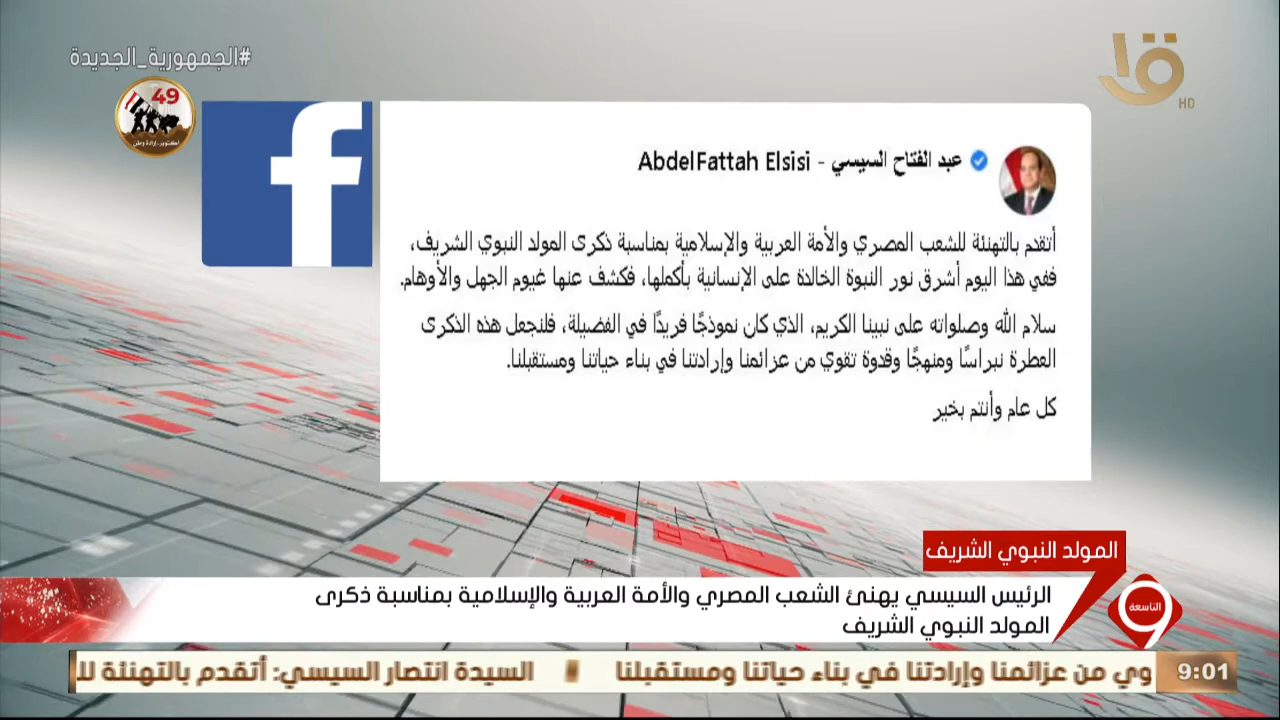 #الجمهورية_الجديدة
49
أكتوبر.. إرادة وطن
HD
عبد الفتاح السيسي - AbdelFattah Elsisi
أتقدم بالتهنئة للشعب المصري والأمة العربية والإسلامية بمناسبة ذكرى المولد النبوي الشريف،
ففي هذا اليوم أشرق نور النبوة الخالدة على الإنسانية بأكملها، فكشف عنها غيوم الجهل والأوهام.
سلام الله وصلواته على نبينا الكريم، الذي كان نموذجًا فريدًا في الفضيلة، فلنجعل هذه الذكرى
العطرة نبراسًا ومنهجًا وقدوة تقوي من عزائمنا وإرادتنا في بناء حياتنا ومستقبلنا.
كل عام وأنتم بخير
المولد النبوي الشريف
الرئيس السيسي يهنئ الشعب المصري والأمة العربية والإسلامية بمناسبة ذكرى
المولد النبوي الشريف
التاسعة
9:01
وي من عزائمنا وإرادتنا في بناء حياتنا ومستقبلنا السيدة انتصار السيسي: أتقدم بالتهنئة لل